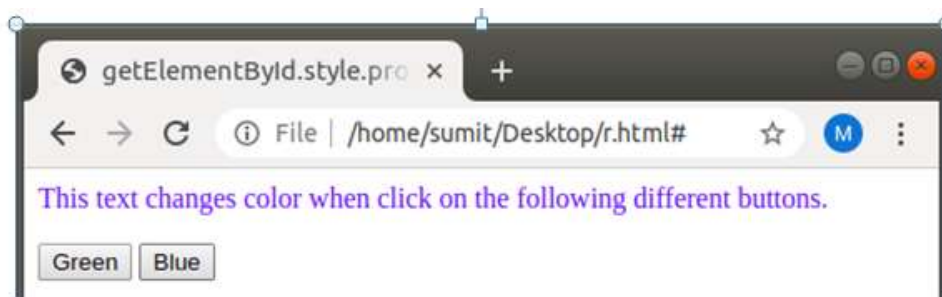 getElementById.style.pro
File /home/sumit/Desktop/r.html#
M
This text changes color when click on the following different buttons.
Green Blue